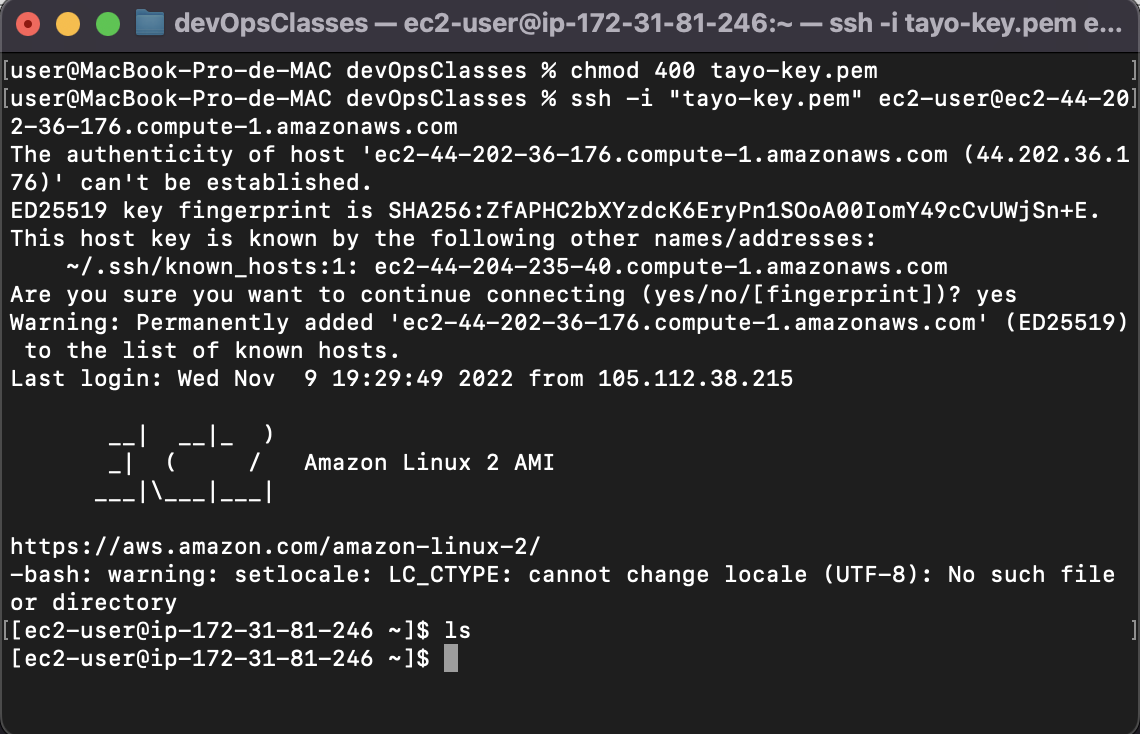 devOpsClasses — ec2-user@ip-172-31-81-246:~ — ssh -i tayo-key.pem e...
[user@MacBook-Pro-de-MAC devOpsClasses % chmod 400 tayo-key.pem ]
[user@MacBook-Pro-de-MAC devOpsClasses % ssh -i "tayo-key.pem" ec2-user@ec2-44-20]
2-36-176.compute-1.amazonaws.com
The authenticity of host 'ec2-44-202-36-176.compute-1.amazonaws.com (44.202.36.1
76)' can't be established.
ED25519 key fingerprint is SHA256:ZfAPHC2bXYzdcK6EryPn1SOoA00IomY49cCvUWjSn+E.
This host key is known by the following other names/addresses:
    ~/.ssh/known_hosts:1: ec2-44-204-235-40.compute-1.amazonaws.com
Are you sure you want to continue connecting (yes/no/[fingerprint])? yes
Warning: Permanently added 'ec2-44-202-36-176.compute-1.amazonaws.com' (ED25519)
 to the list of known hosts.
Last login: Wed Nov  9 19:29:49 2022 from 105.112.38.215
       __|  __|_  )
       _|  (     /   Amazon Linux 2 AMI
      ___|\___|___|
https://aws.amazon.com/amazon-linux-2/
-bash: warning: setlocale: LC_CTYPE: cannot change locale (UTF-8): No such file
or directory
[[ec2-user@ip-172-31-81-246 ~]$ ls ]
[ec2-user@ip-172-31-81-246 ~]$